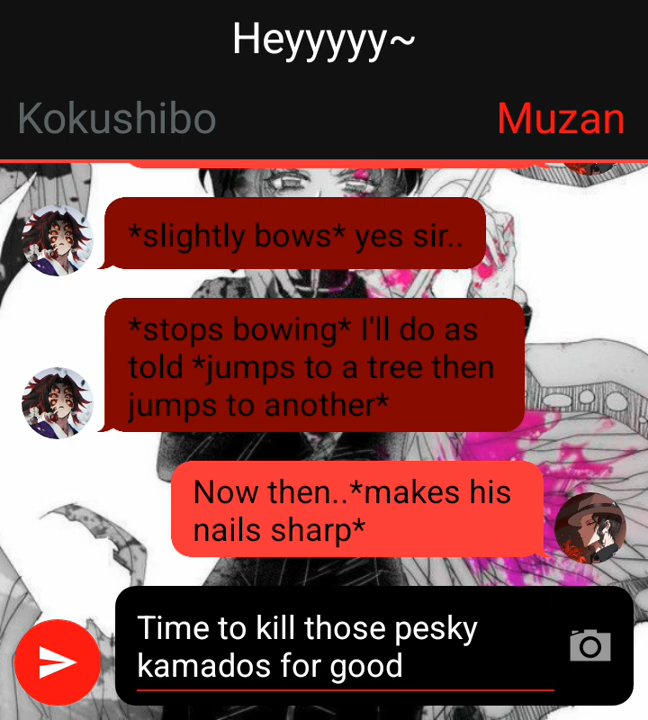 Heyyyyy~
Kokushibo
Muzan
*slightly bows* yes sir..
*stops bowing* I'll do as
told *jumps to a tree then
jumps to another*
Now then..*makes his
nails sharp*
Time to kill those pesky
kamados for good